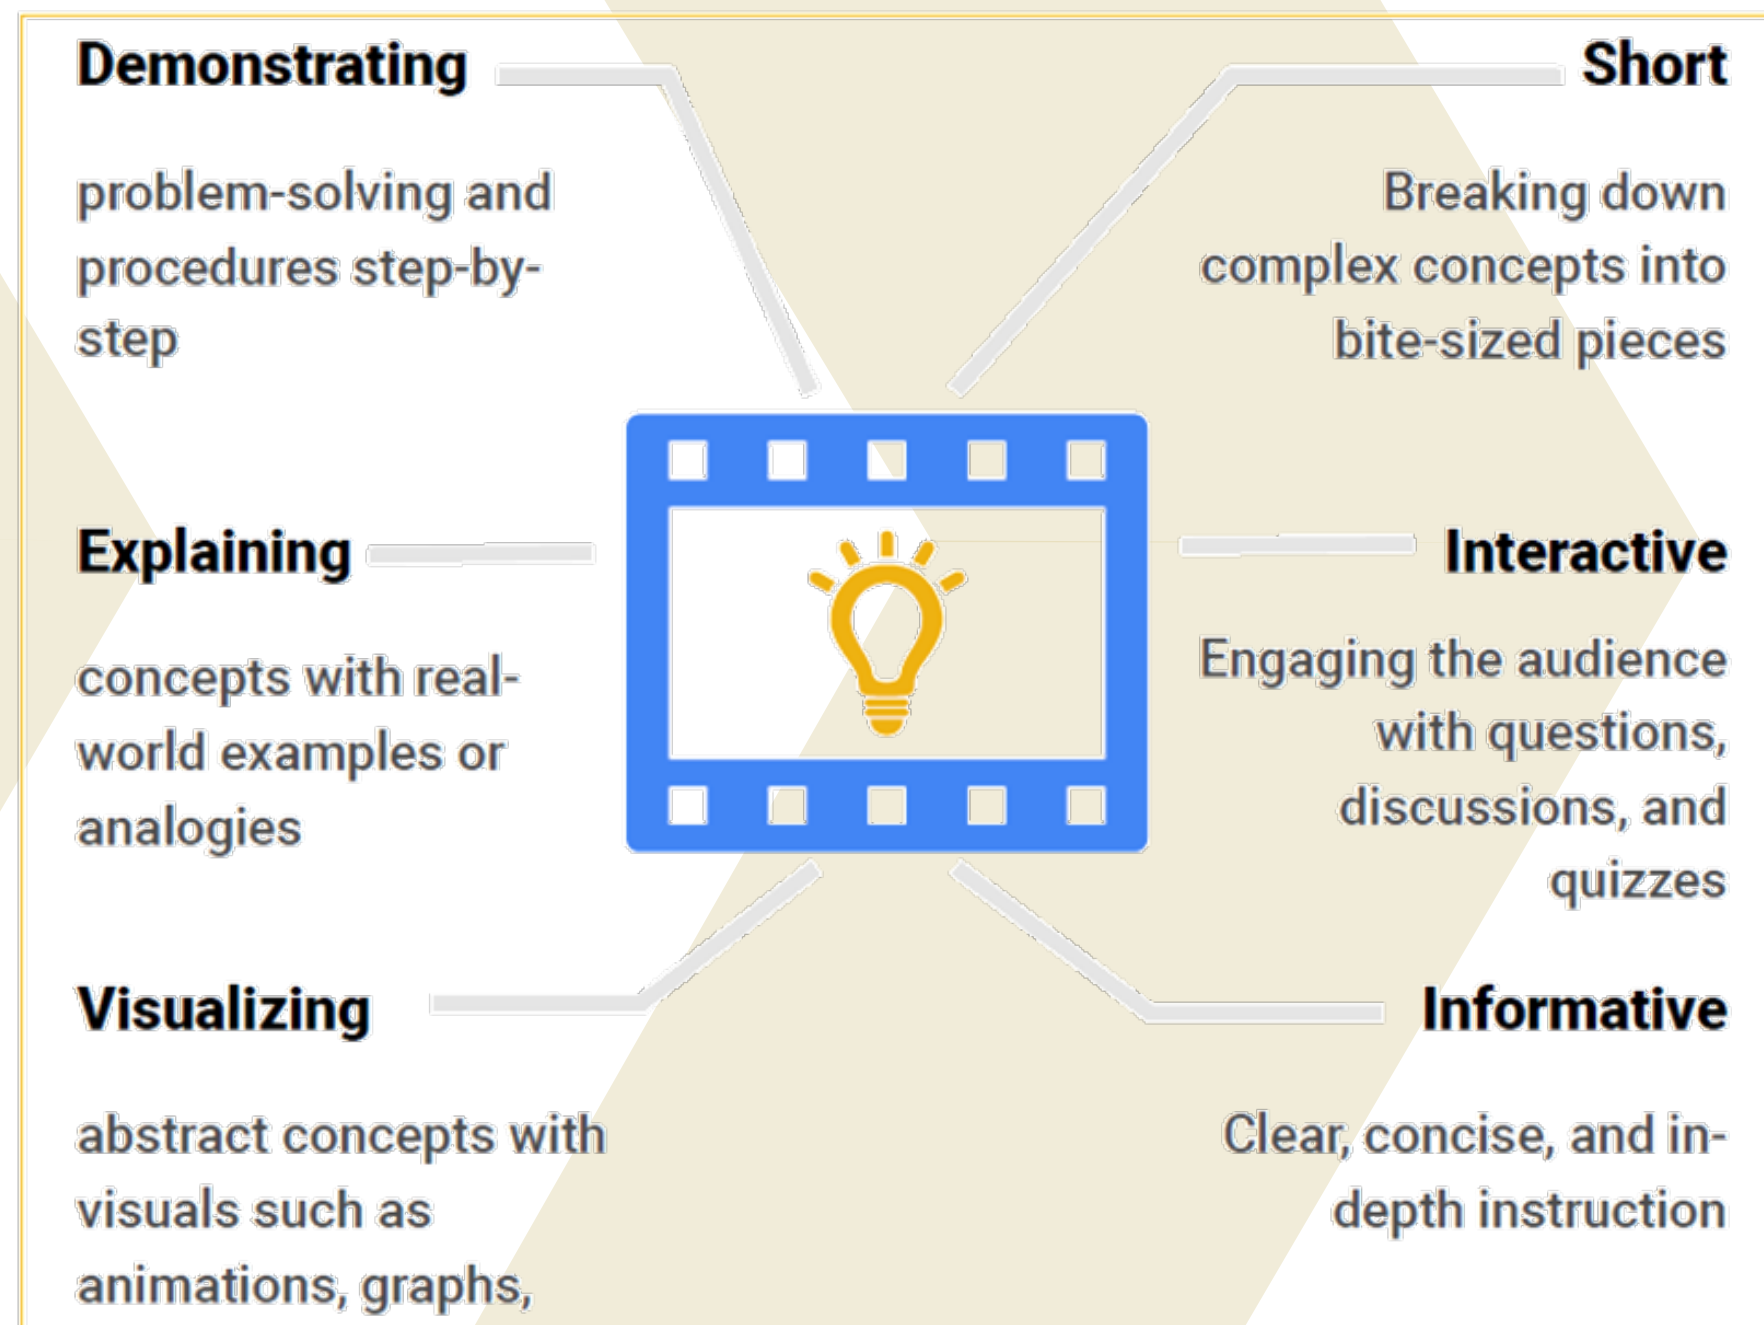 Demonstrating
problem-solving and
procedures step-by-
step
Explaining
concepts with real-
world examples or
analogies
Visualizing
abstract concepts with
visuals such as
animations, graphs,
Short
Breaking down
complex concepts into
bite-sized pieces
Interactive
Engaging the audience
with questions,
discussions, and
quizzes
Informative
Clear, concise, and in-
depth instruction